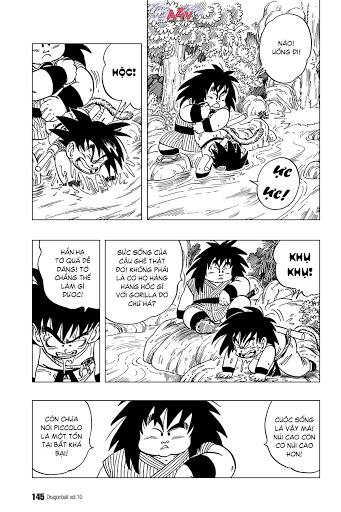 NÀO!
UỐNG ĐI!
ỰC
ỰC!
HỘC!
KHỤ
KHỤ!
SỨC SỐNG CỦA
CẬU GHÊ THẬT
ĐÓ! KHÔNG PHẢI
LÀ CÓ HỌ HÀNG
HANG HỐC GÌ
VỚI GORILLA ĐÓ
CHỨ HẢ?
HẮN HẠ
TỚ QUÁ DỄ
DÀNG! TỚ
CHẲNG THỂ
LÀM GÌ
ĐƯỢC!
CUỘC SỐNG
LÀ VẬY MÀ!
NÚI CAO CÒN
CÓ NÚI CAO
HƠN!
CÒN CHƯA
NÓI PICCOLO
LÀ MỘT TỒN
TẠI BẤT KHẢ
BẠI!
145 Dragonball vol.10